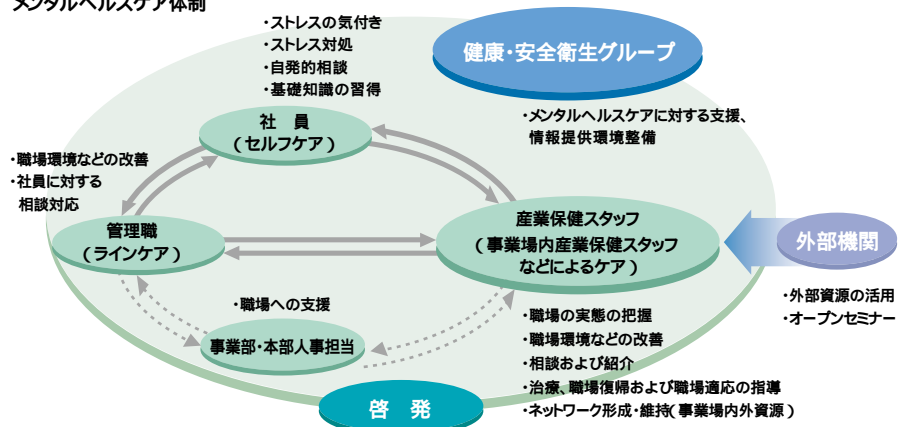 メンタルヘルスケア体制
・ストレスの気付き
・ストレス対処
・自発的相談
・基礎知識の習得
健康・安全衛生グループ
・メンタルヘルスケアに対する支援、
情報提供環境整備
社　員
（セルフケア）
・職場環境などの改善
・社員に対する
相談対応
管理職
（ラインケア）
産業保健スタッフ
（事業場内産業保健スタッフ
などによるケア）
外部機関
・外部資源の活用
・オープンセミナー
・職場への支援
事業部・本部人事担当
・職場の実態の把握
・職場環境などの改善
・相談および紹介
・治療、職場復帰および職場適応の指導
・ネットワーク形成・維持（事業場内外資源）
啓　発